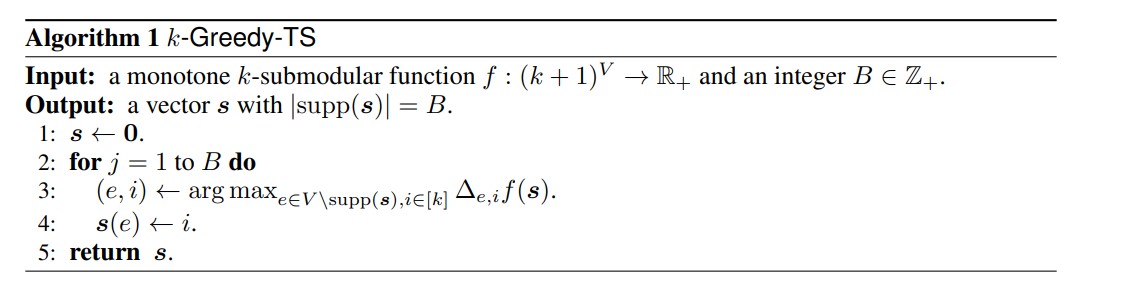 Algorithm 1 k-Greedy-TS
Input: a monotone k-submodular function f : (k + 1)^V → ℝ₊ and an integer B ∈ ℤ₊.
Output: a vector s with |supp(s)| = B.
1: s ← 0.
2: for j = 1 to B do
3: (e, i) ← arg max_{e∈V\supp(s),i∈[k]} Δ_{e,i}f(s).
4: s(e) ← i.
5: return s.